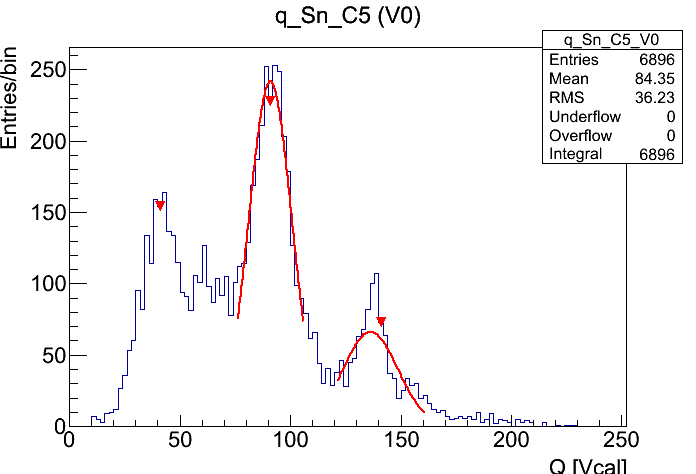 q_Sn_C5 (V0)
q_Sn_C5_V0
Entries 6896
Mean 84.35
RMS 36.23
Underflow 0
Overflow 0
Integral 6896
Entries/bin
250
200
150
100
50
0
0 50 100 150 200 250
Q [Vcal]